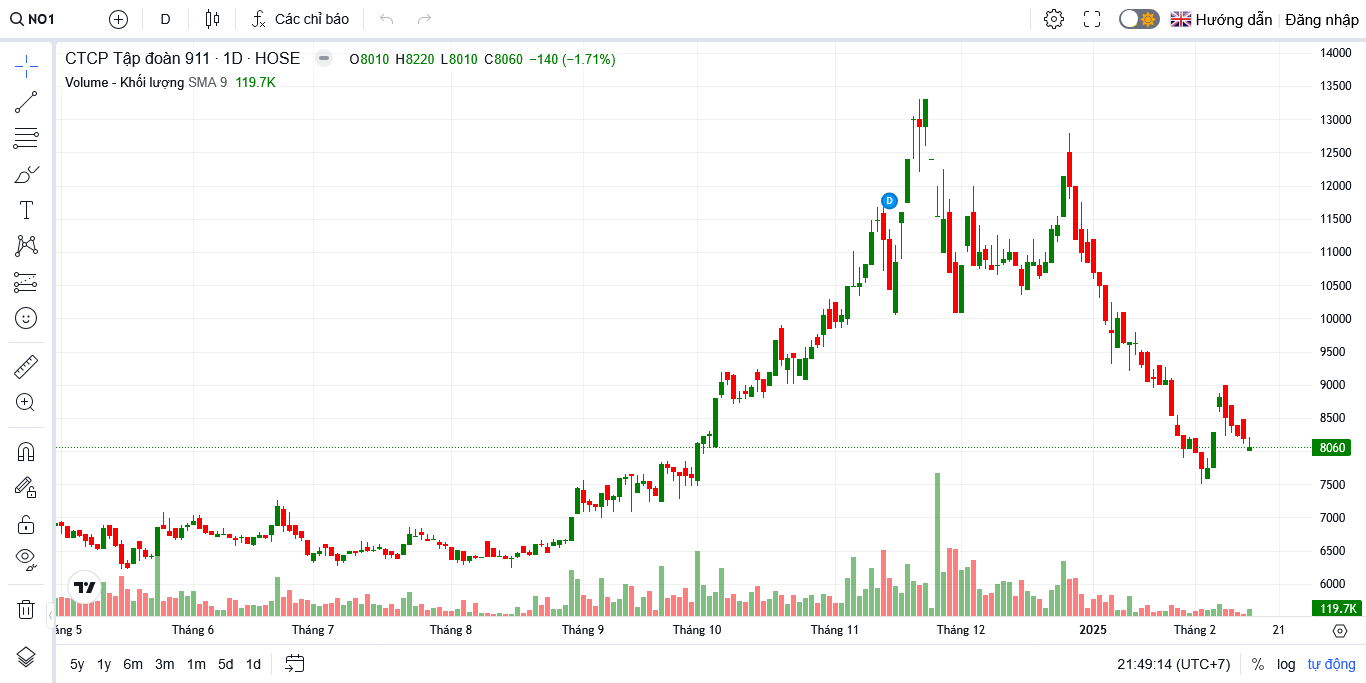 NO1 D Các chỉ báo Hướng dẫn Đăng nhập
CTCP Tập đoàn 911 · 1D · HOSE O8010 H8220 L8010 C8060 −140 (−1.71%)
Volume - Khối lượng SMA 9 119.7K
14000
13500
13000
12500
12000
D
11500
11000
10500
10000
9500
9000
8500
8060
7500
7000
6500
6000
119.7K
áng 5 Tháng 6 Tháng 7 Tháng 8 Tháng 9 Tháng 10 Tháng 11 Tháng 12 2025 Tháng 2 21
5y 1y 6m 3m 1m 5d 1d 21:49:14 (UTC+7) % log tự động